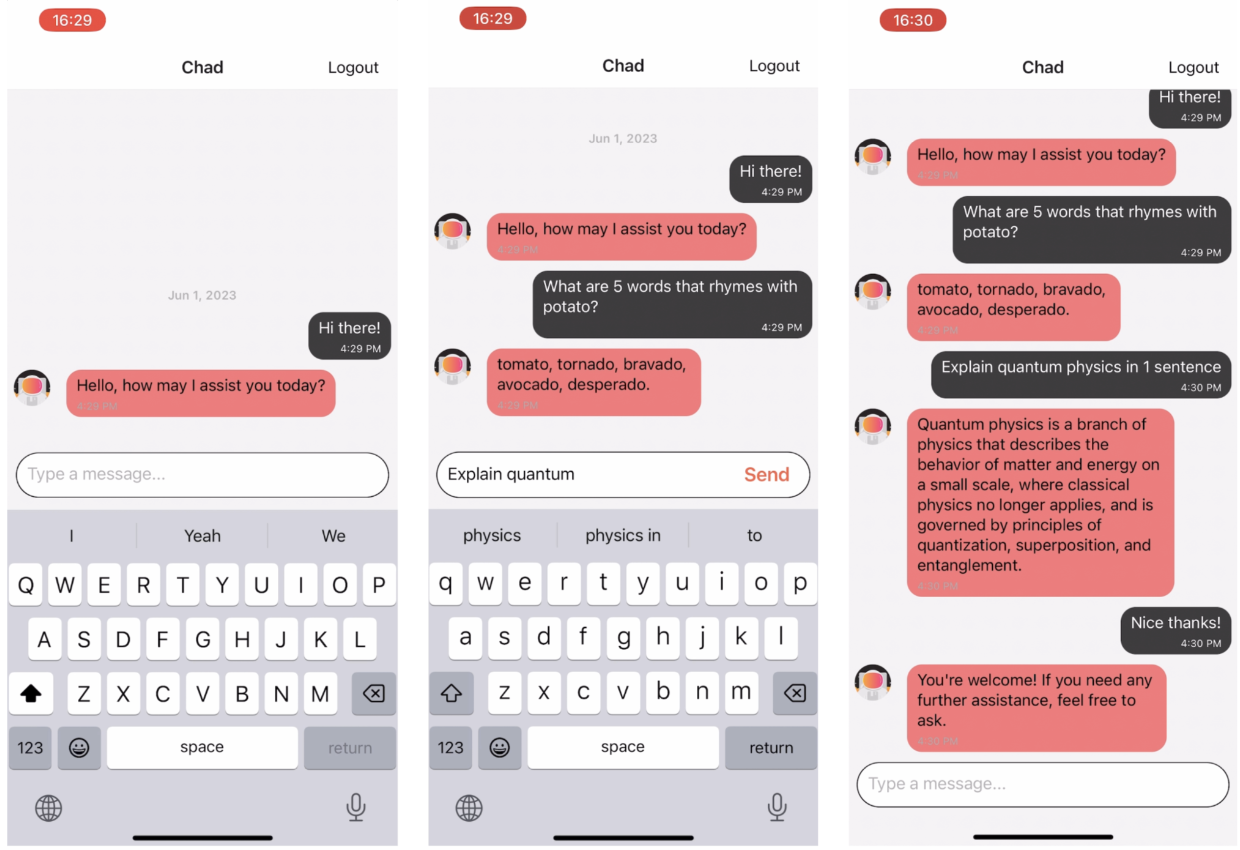 16:29
Chad
Logout
Jun 1, 2023
Hi there!
4:29 PM
Hello, how may I assist you today?
4:29 PM
Type a message...
I
Yeah
We
Q W E R T Y U I O P
A S D F G H J K L
Z X C V B N M
123
space
return
16:29
Chad
Logout
Jun 1, 2023
Hi there!
4:29 PM
Hello, how may I assist you today?
4:29 PM
What are 5 words that rhymes with
potato?
4:29 PM
tomato, tornado, bravado,
avocado, desperado.
4:29 PM
Explain quantum
Send
physics
physics in
to
q w e r t y u i o p
a s d f g h j k l
z x c v b n m
123
space
return
16:30
Chad
Logout
Hi there!
4:29 PM
Hello, how may I assist you today?
4:29 PM
What are 5 words that rhymes with
potato?
4:29 PM
tomato, tornado, bravado,
avocado, desperado.
4:29 PM
Explain quantum physics in 1 sentence
4:30 PM
Quantum physics is a branch of
physics that describes the
behavior of matter and energy on
a small scale, where classical
physics no longer applies, and is
governed by principles of
quantization, superposition, and
entanglement.
4:30 PM
Nice thanks!
4:30 PM
You're welcome! If you need any
further assistance, feel free to
ask.
4:30 PM
Type a message...